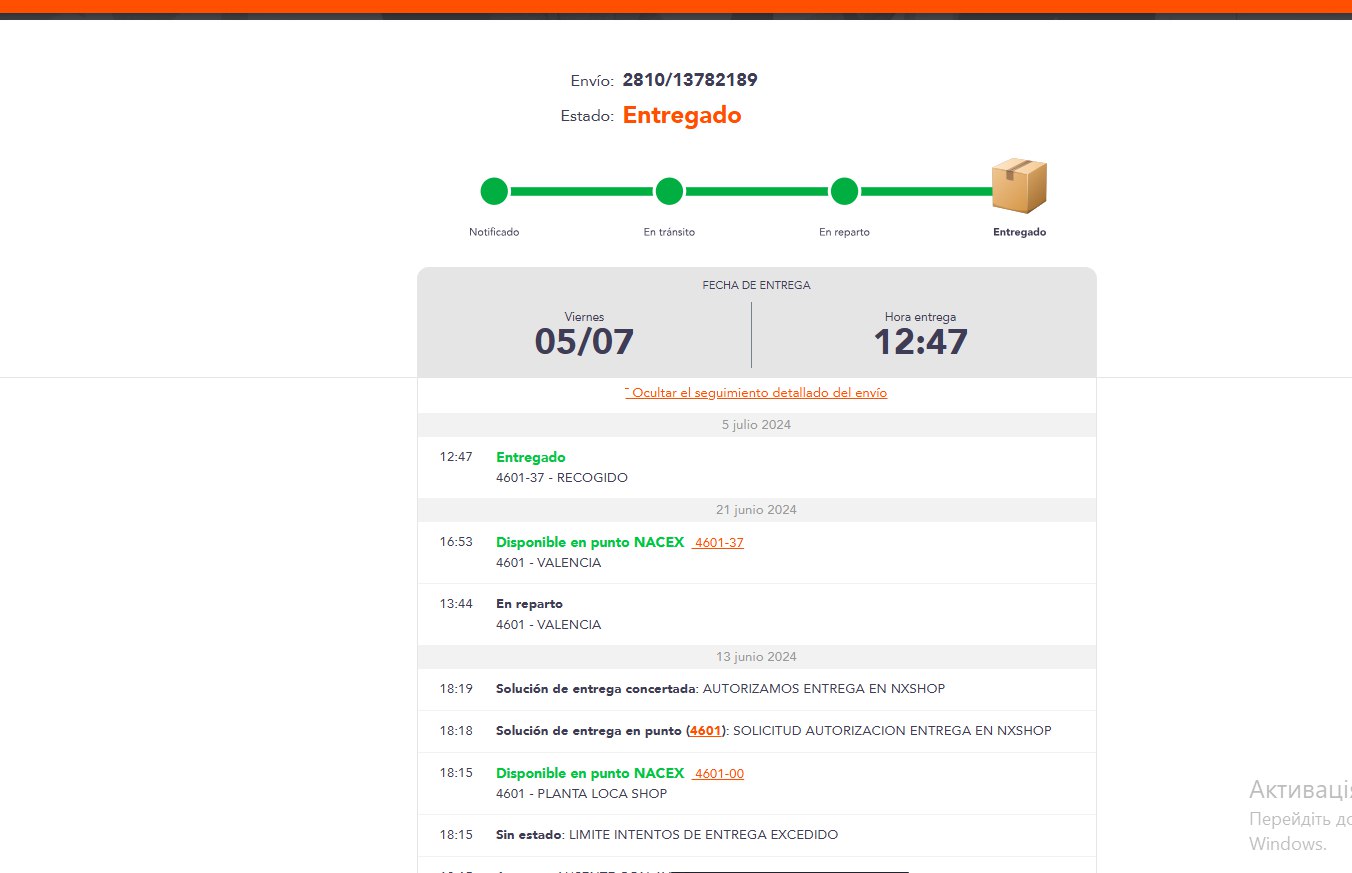 Envío: 2810/13782189
Estado: Entregado
Notificado En tránsito En reparto Entregado
FECHA DE ENTREGA
Viernes Hora entrega
05/07 12:47
Ocultar el seguimiento detallado del envío
5 julio 2024
12:47 Entregado
4601-37 - RECOGIDO
21 junio 2024
16:53 Disponible en punto NACEX 4601-37
4601 - VALENCIA
13:44 En reparto
4601 - VALENCIA
13 junio 2024
18:19 Solución de entrega concertada: AUTORIZAMOS ENTREGA EN NXSHOP
18:18 Solución de entrega en punto (4601): SOLICITUD AUTORIZACION ENTREGA EN NXSHOP
18:15 Disponible en punto NACEX 4601-00
4601 - PLANTA LOCA SHOP
18:15 Sin estado: LIMITE INTENTOS DE ENTREGA EXCEDIDO
Активація
Перейдіть до
Windows.